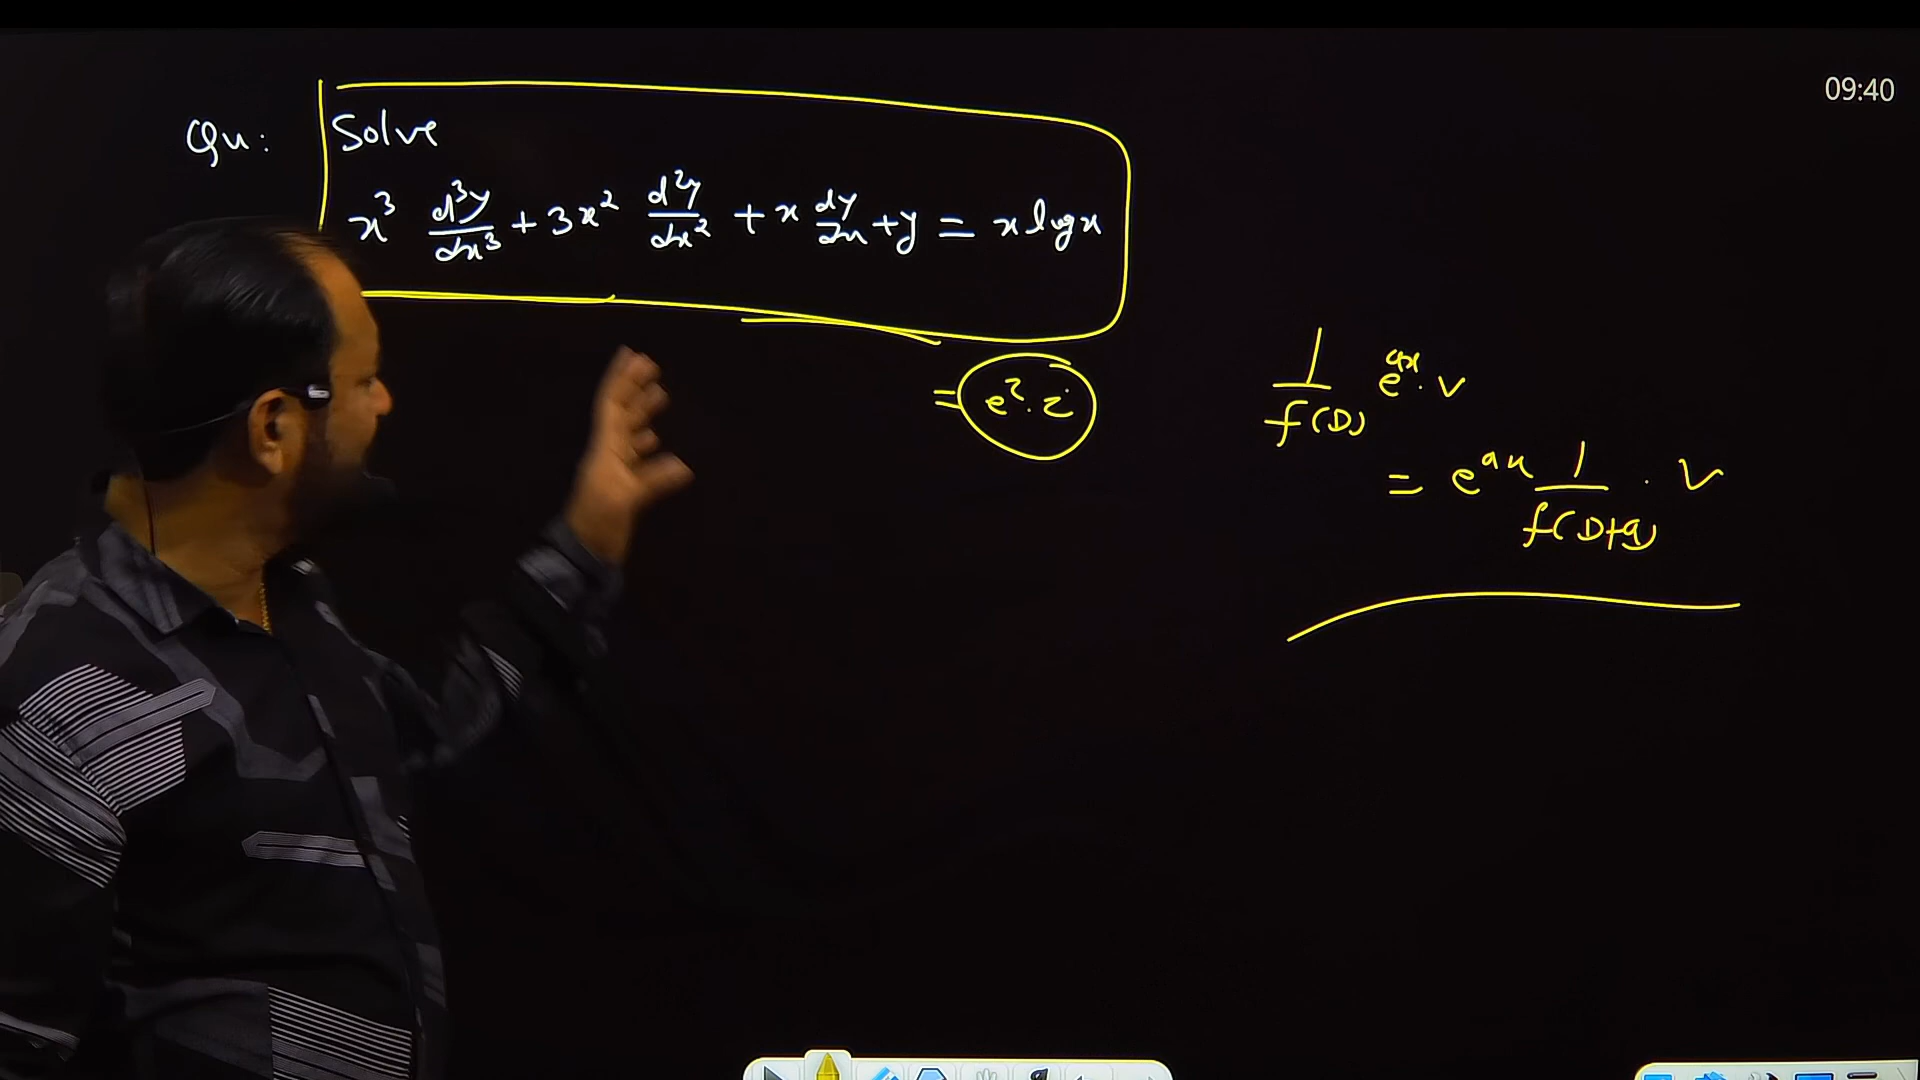 09:40
Qu: Solve
x³ d³y/dx³ + 3x² d²y/dx² + x dy/dx + y = x log x
= e^z · z
1/f(D) e^{ax} · V
= e^{ax} 1/f(D+a) · V